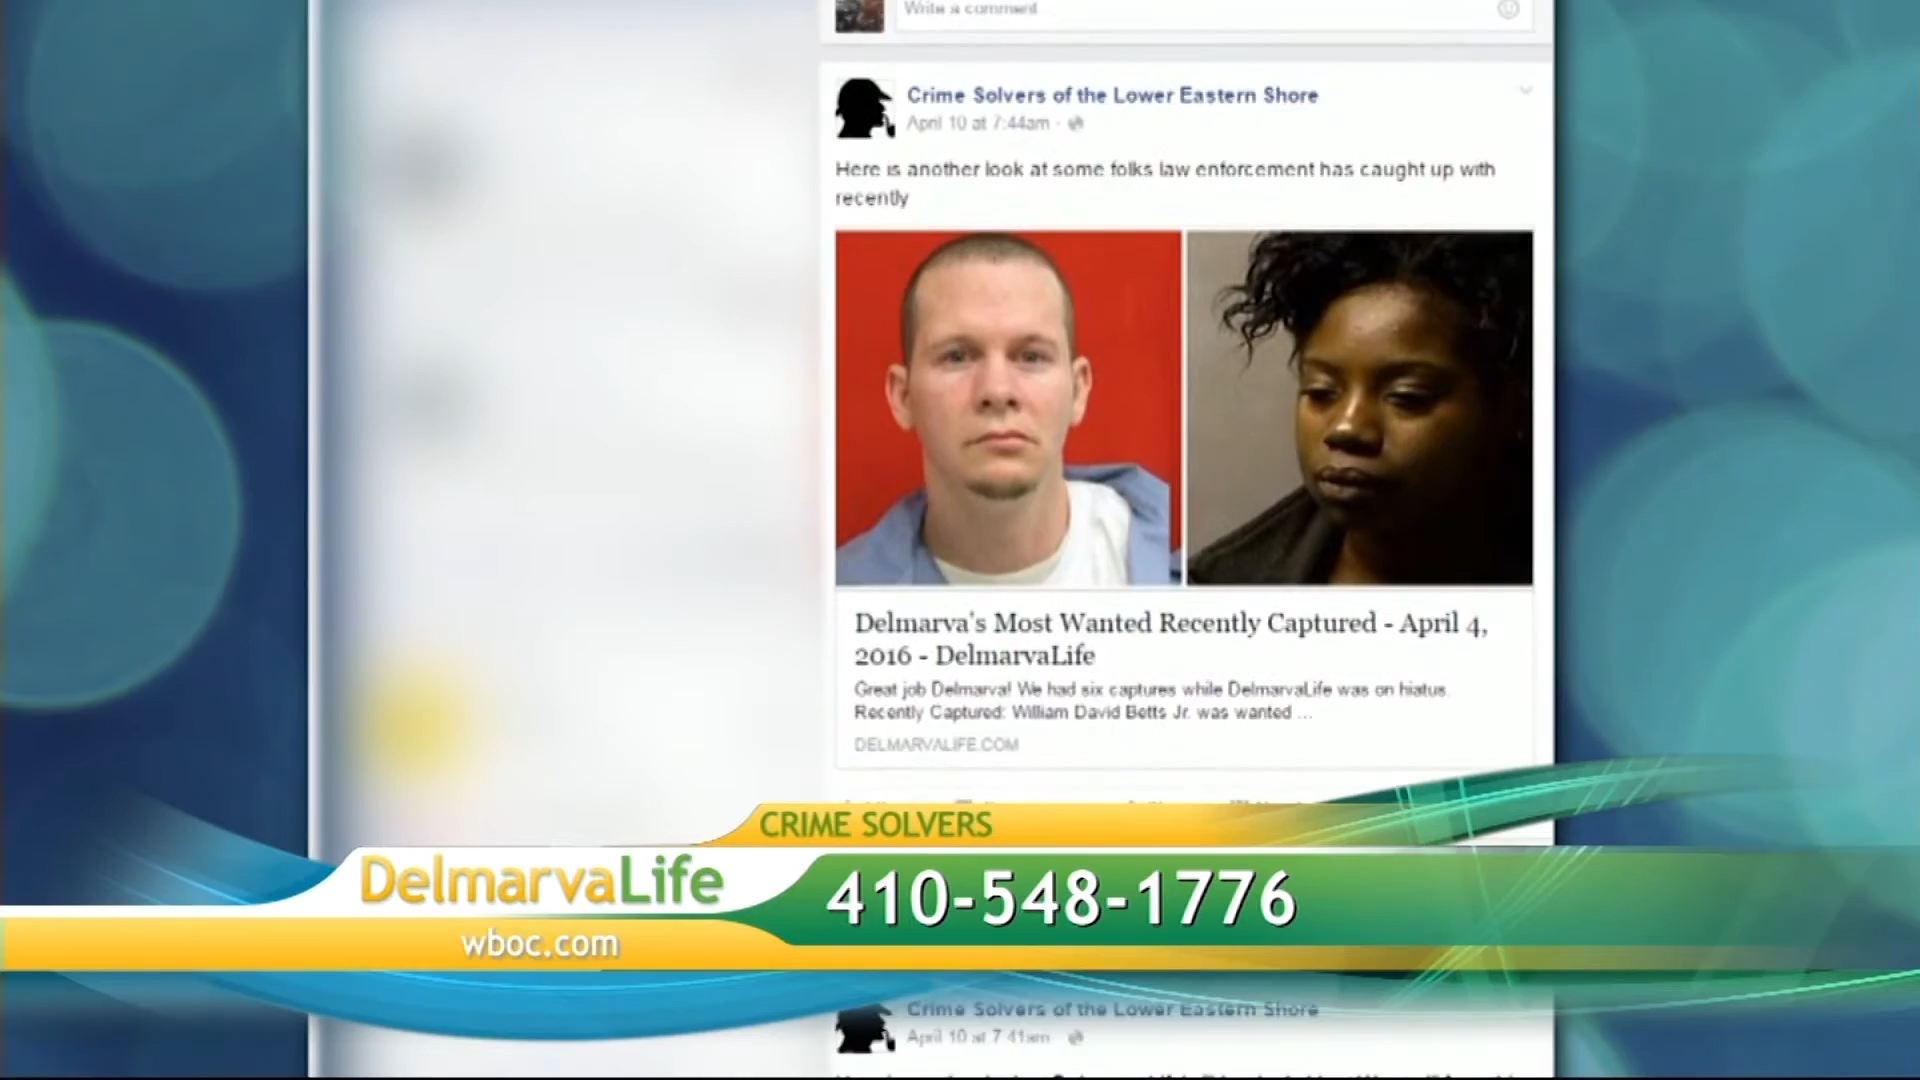 Write a comment
Crime Solvers of the Lower Eastern Shore
April 10 at 7:44am ·
Here is another look at some folks law enforcement has caught up with
recently
Delmarva's Most Wanted Recently Captured - April 4,
2016 - DelmarvaLife
Great job Delmarva! We had six captures while DelmarvaLife was on hiatus.
Recently Captured: William David Betts Jr. was wanted ...
DELMARVALIFE.COM
CRIME SOLVERS
DelmarvaLife
410-548-1776
wboc.com
Crime Solvers of the Lower Eastern Shore
April 10 at 7:41am